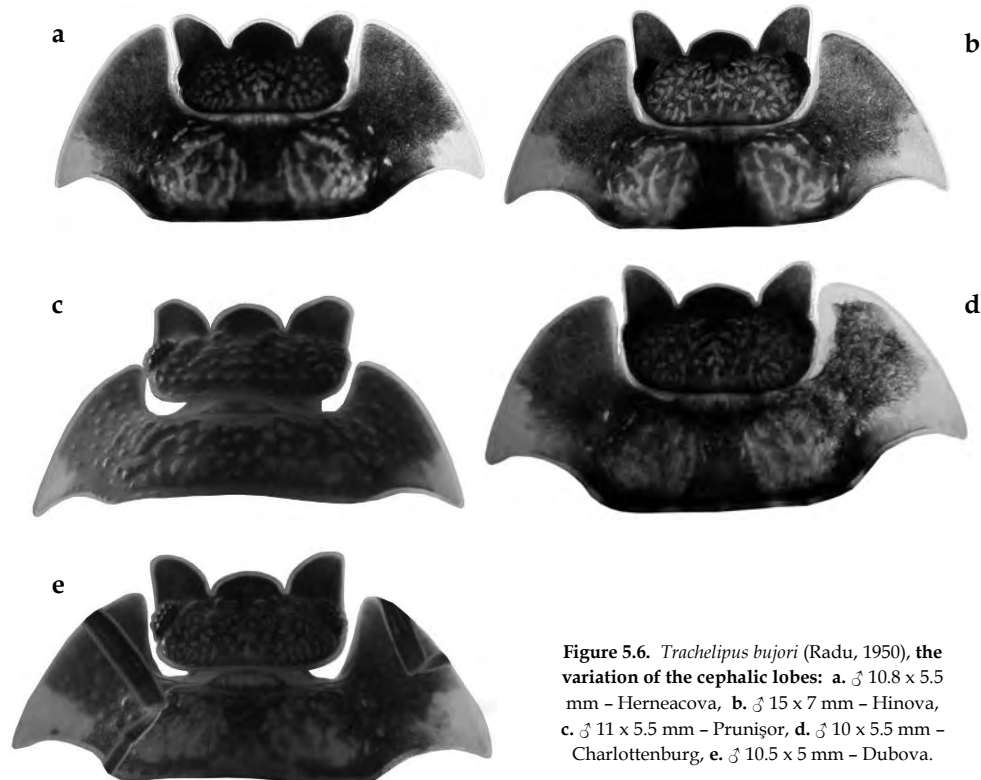 a
b
c
d
e
Figure 5.6. Trachelipus bujori (Radu, 1950), the
variation of the cephalic lobes: a. ♂ 10.8 x 5.5
mm – Herneacova, b. ♂ 15 x 7 mm – Hinova,
c. ♂ 11 x 5.5 mm – Prunişor, d. ♂ 10 x 5.5 mm –
Charlottenburg, e. ♂ 10.5 x 5 mm – Dubova.